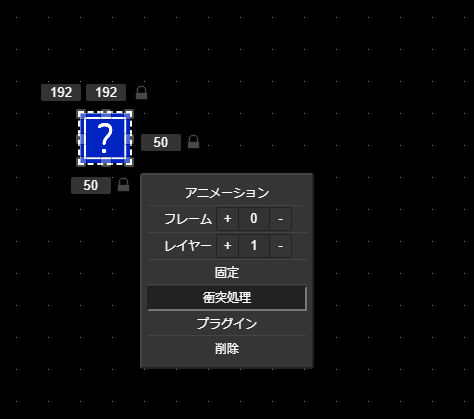 192 192
?
50
50
アニメーション
フレーム + 0 -
レイヤー + 1 -
固定
衝突処理
プラグイン
削除